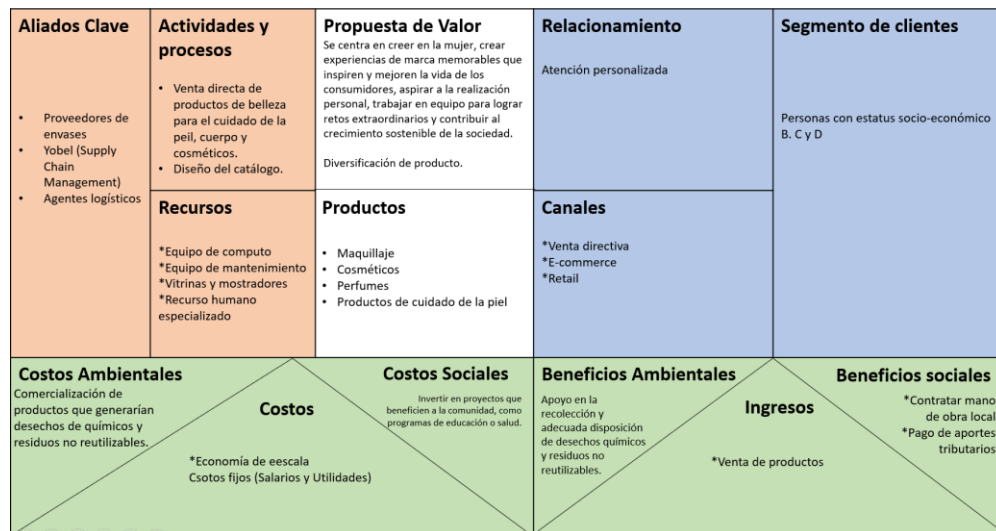 Aliados Clave
• Proveedores de
envases
• Yobel (Supply
Chain
Management)
• Agentes logísticos
Actividades y
procesos
• Venta directa de
productos de belleza
para el cuidado de la
peil, cuerpo y
cosméticos.
• Diseño del catálogo.
Recursos
*Equipo de computo
*Equipo de mantenimiento
*Vitrinas y mostradores
*Recurso humano
especializado
Propuesta de Valor
Se centra en creer en la mujer, crear
experiencias de marca memorables que
inspiren y mejoren la vida de los
consumidores, aspirar a la realización
personal, trabajar en equipo para lograr
retos extraordinarios y contribuir al
crecimiento sostenible de la sociedad.
Diversificación de producto.
Productos
• Maquillaje
• Cosméticos
• Perfumes
• Productos de cuidado de la piel
Relacionamiento
Atención personalizada
Canales
*Venta directiva
*E-commerce
*Retail
Segmento de clientes
Personas con estatus socio-económico
B. C y D
Costos Ambientales
Comercialización de
productos que generarían
desechos de químicos y
residuos no reutilizables.
Costos
*Economía de eescala
Csotos fijos (Salarios y Utilidades)
Costos Sociales
Invertir en proyectos que
beneficien a la comunidad, como
programas de educación o salud.
Beneficios Ambientales
Apoyo en la
recolección y
adecuada disposición
de desechos químicos
y residuos no
reutilizables.
Ingresos
*Venta de productos
Beneficios sociales
*Contratar mano
de obra local
*Pago de aportes
tributarios